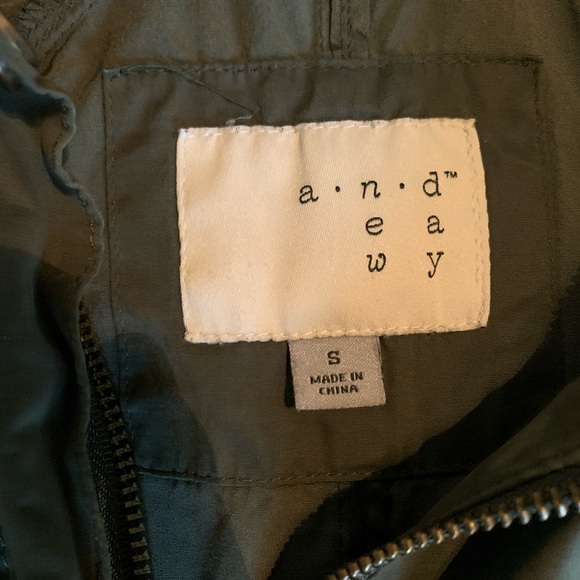 a · n · d™
e a
w y
S
MADE IN
CHINA